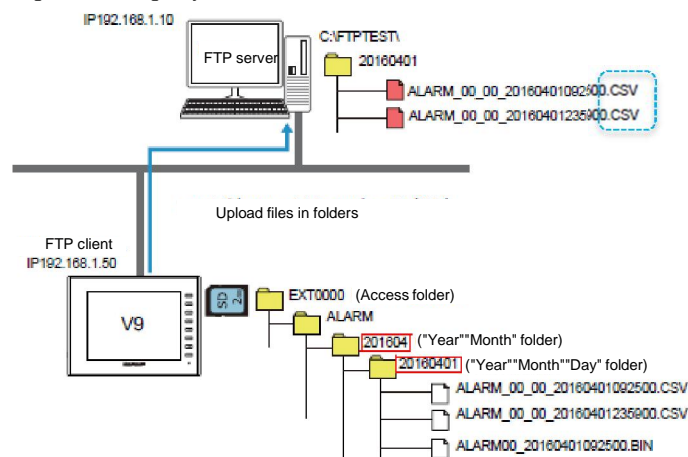 IP192.168.1.10
FTP server
C:\FTPTEST\
20160401
ALARM_00_00_20160401092500.CSV
ALARM_00_00_20160401235900.CSV
Upload files in folders
FTP client
IP192.168.1.50
V9
SD
EXT0000 (Access folder)
ALARM
201604 ("Year""Month" folder)
20160401 ("Year""Month""Day" folder)
ALARM_00_00_20160401092500.CSV
ALARM_00_00_20160401235900.CSV
ALARM00_20160401092500.BIN